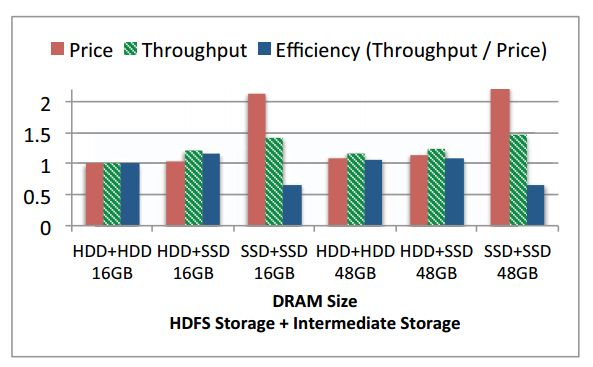 Price Throughput Efficiency (Throughput / Price)
2
1.5
1
0.5
0
HDD+HDD HDD+SSD SSD+SSD HDD+HDD HDD+SSD SSD+SSD
16GB 16GB 16GB 48GB 48GB 48GB
DRAM Size
HDFS Storage + Intermediate Storage